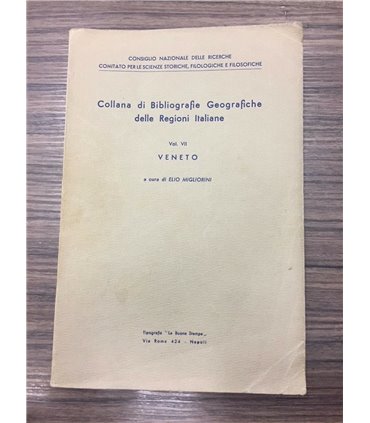 CONSIGLIO NAZIONALE DELLE RICERCHE
COMITATO PER LE SCIENZE STORICHE, FILOLOGICHE E FILOSOFICHE
Collana di Bibliografie Geografiche
delle Regioni Italiane
Vol. VII
VENETO
a cura di ELIO MIGLIORINI
Tipografia "La Buona Stampa„
Via Roma 424 - Napoli